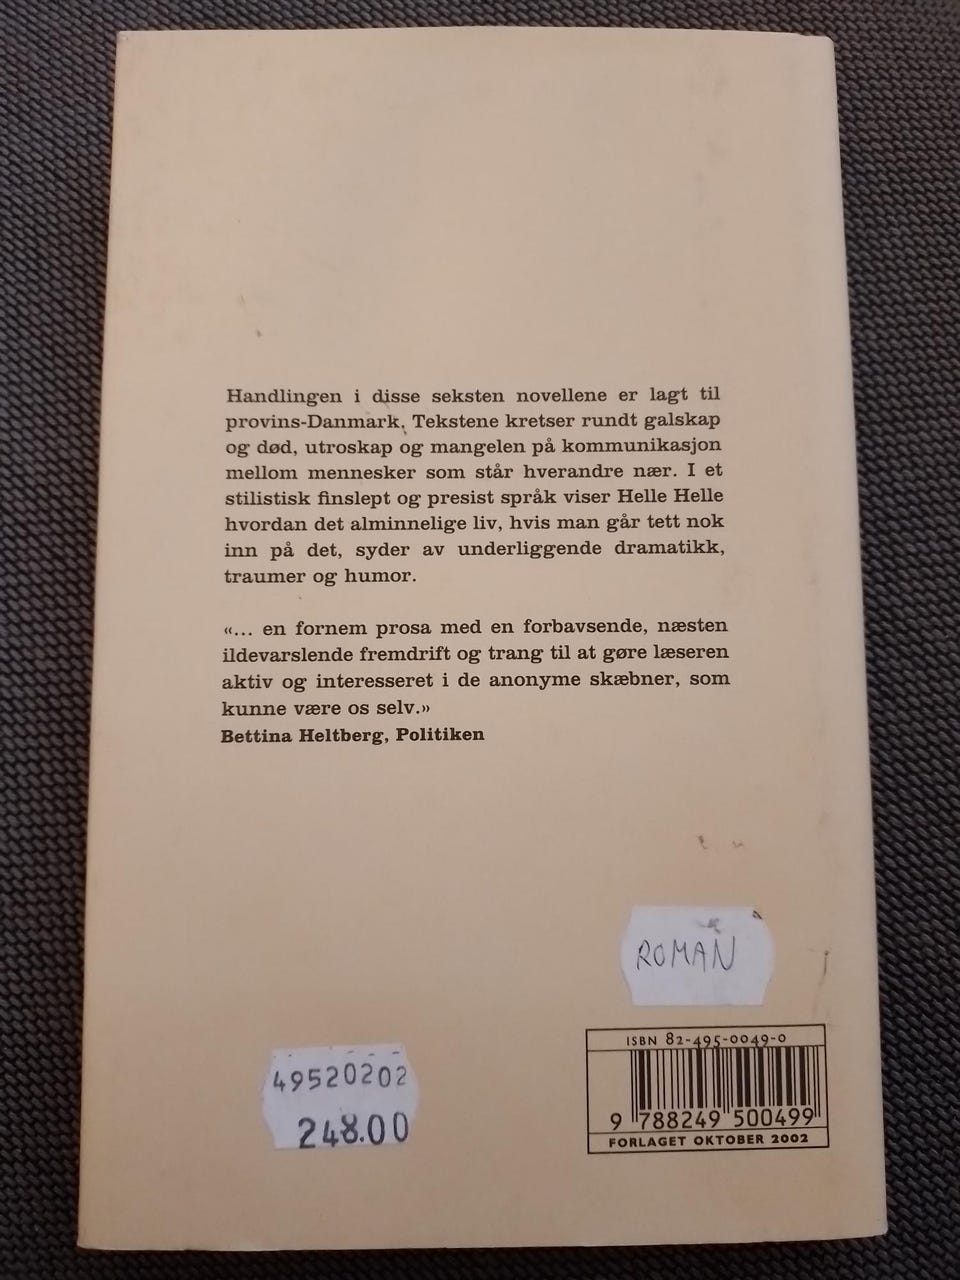 Handlingen i disse seksten novellene er lagt til
provins-Danmark. Tekstene kretser rundt galskap
og død, utroskap og mangelen på kommunikasjon
mellom mennesker som står hverandre nær. I et
stilistisk finslept og presist språk viser Helle Helle
hvordan det alminnelige liv, hvis man går tett nok
inn på det, syder av underliggende dramatikk,
traumer og humor.
«... en fornem prosa med en forbavsende, næsten
ildevarslende fremdrift og trang til at gøre læseren
aktiv og interesseret i de anonyme skæbner, som
kunne være os selv.»
Bettina Heltberg, Politiken
ROMAN
49520202
248.00
ISBN 82-495-0049-0
9 788249 500499
FORLAGET OKTOBER 2002